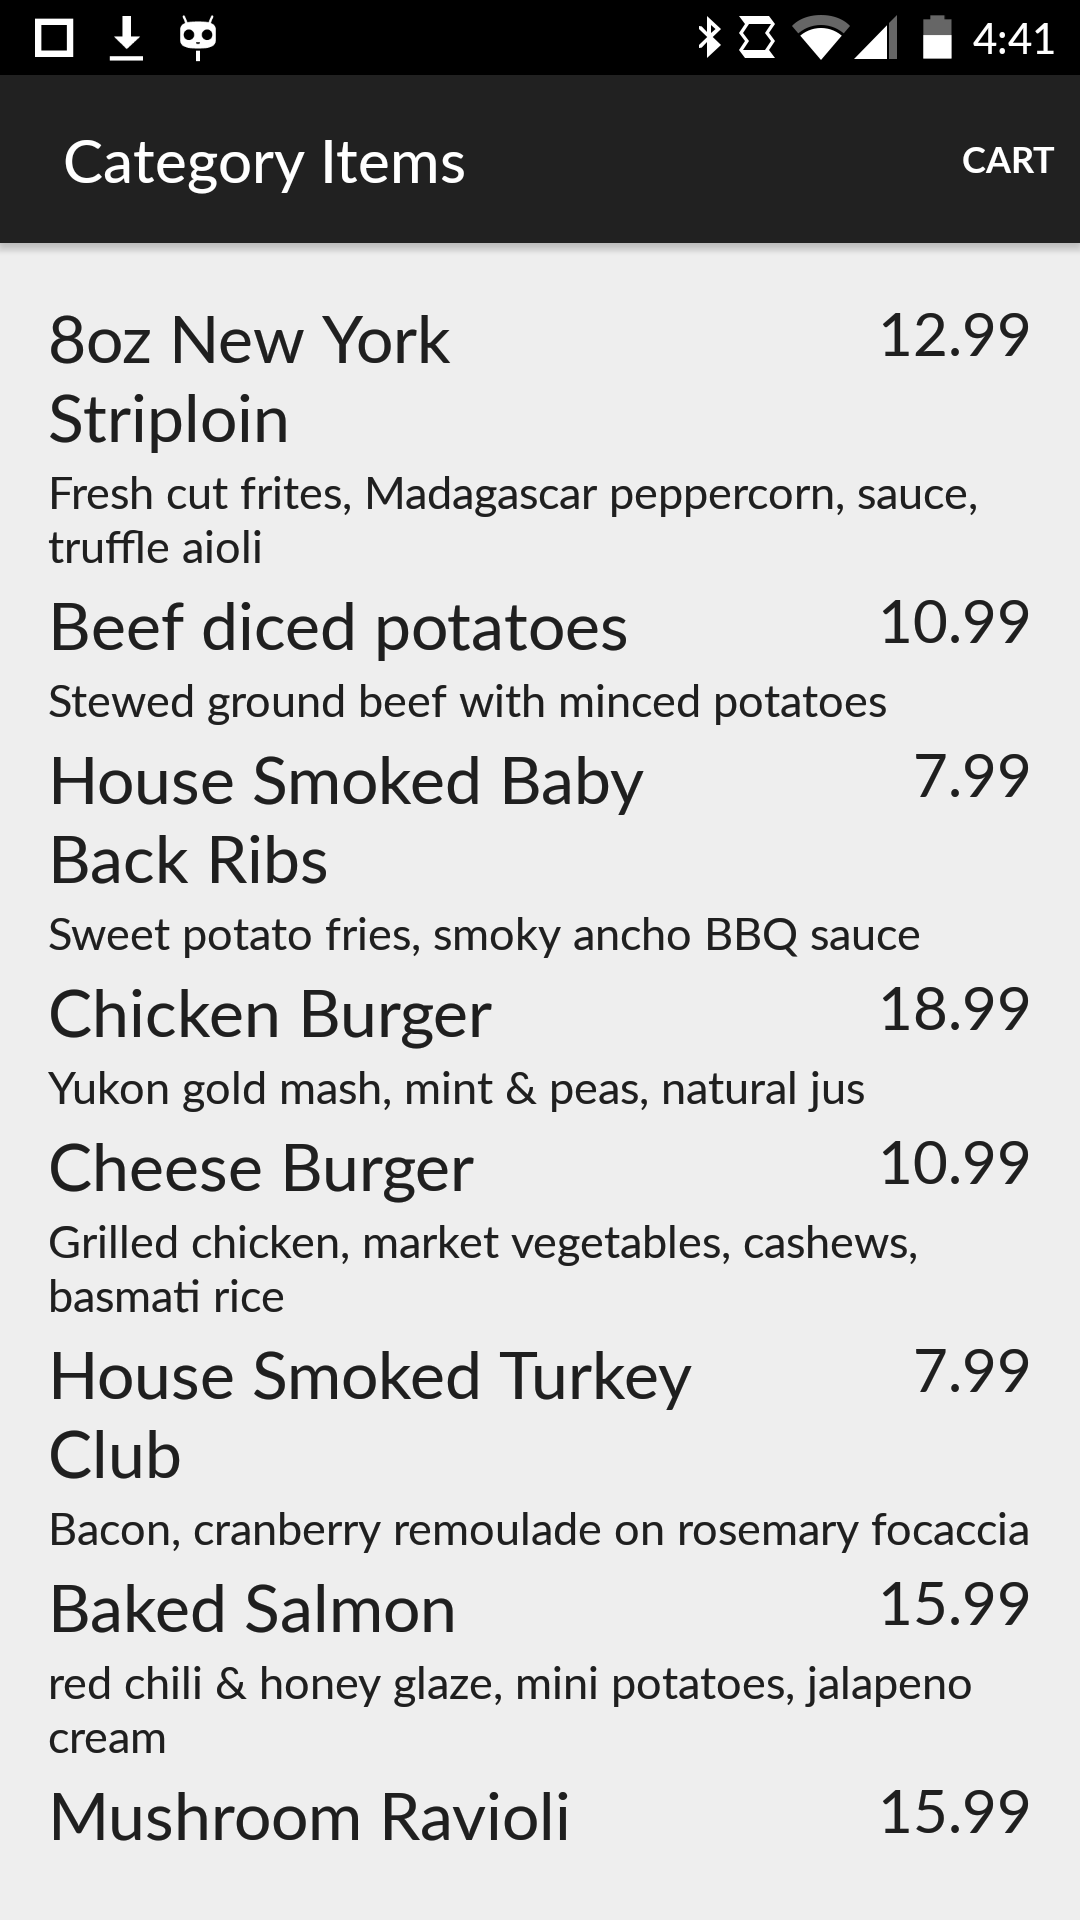 4:41
Category Items
CART
8oz New York
Striploin
12.99
Fresh cut frites, Madagascar peppercorn, sauce,
truffle aioli
Beef diced potatoes
10.99
Stewed ground beef with minced potatoes
House Smoked Baby
Back Ribs
7.99
Sweet potato fries, smoky ancho BBQ sauce
Chicken Burger
18.99
Yukon gold mash, mint & peas, natural jus
Cheese Burger
10.99
Grilled chicken, market vegetables, cashews,
basmati rice
House Smoked Turkey
Club
7.99
Bacon, cranberry remoulade on rosemary focaccia
Baked Salmon
15.99
red chili & honey glaze, mini potatoes, jalapeno
cream
Mushroom Ravioli
15.99